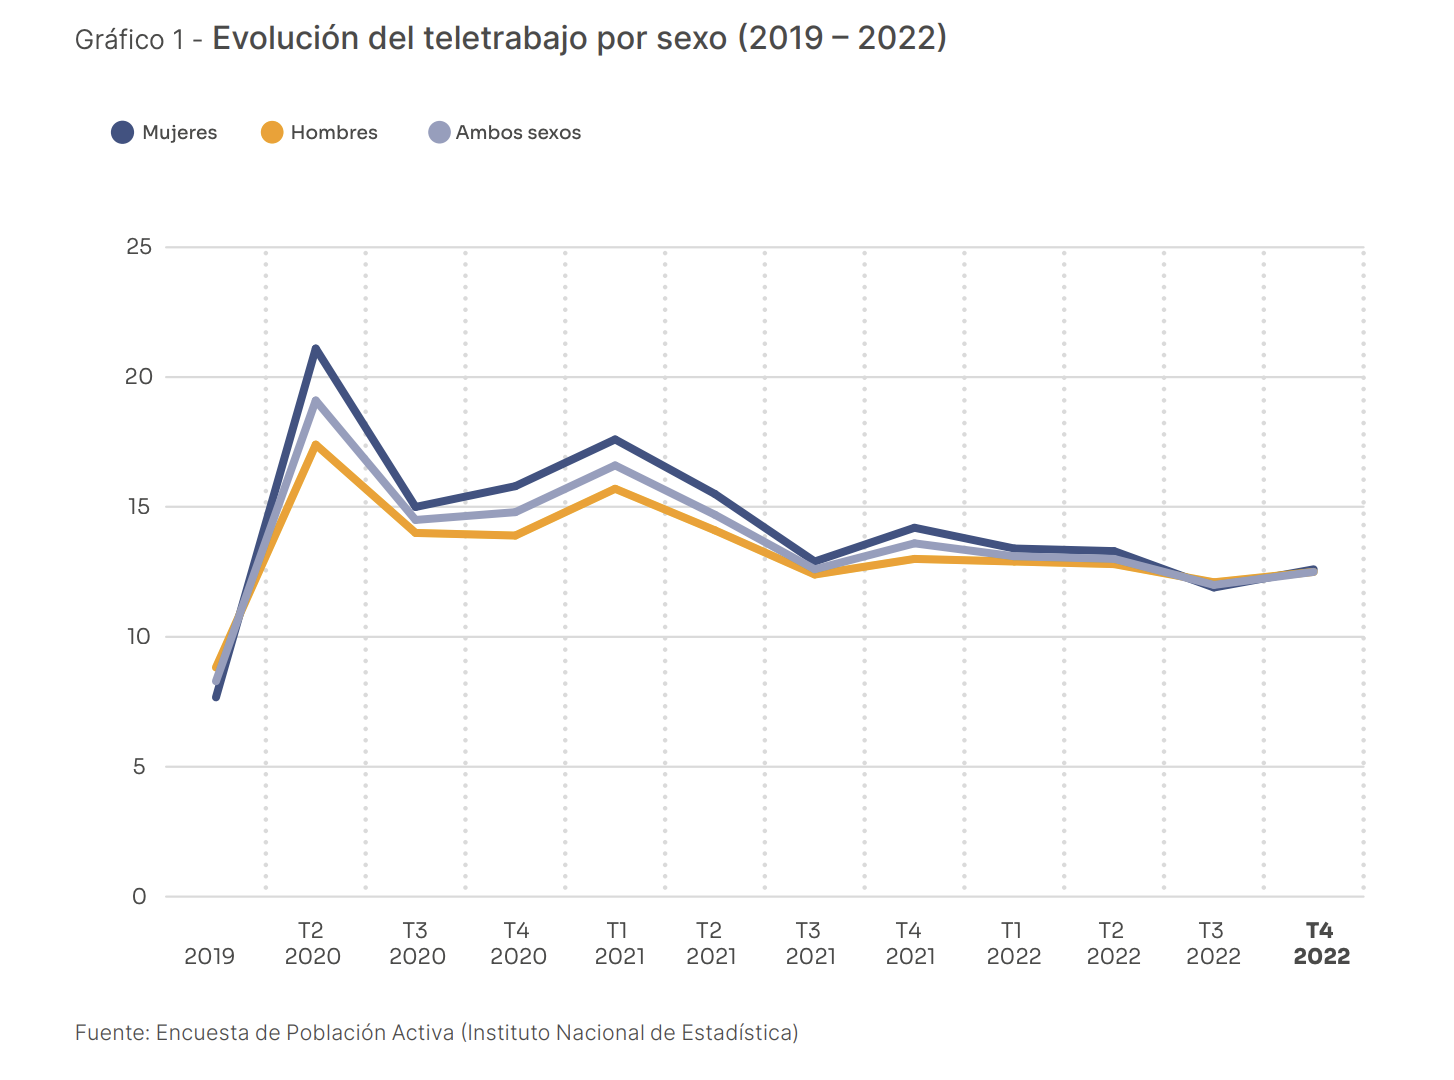 Gráfico 1 - Evolución del teletrabajo por sexo (2019 – 2022)
Mujeres Hombres Ambos sexos
25
20
15
10
5
0
T2 T3 T4 T1 T2 T3 T4 T1 T2 T3 T4
2019 2020 2020 2020 2021 2021 2021 2021 2022 2022 2022 2022
Fuente: Encuesta de Población Activa (Instituto Nacional de Estadística)